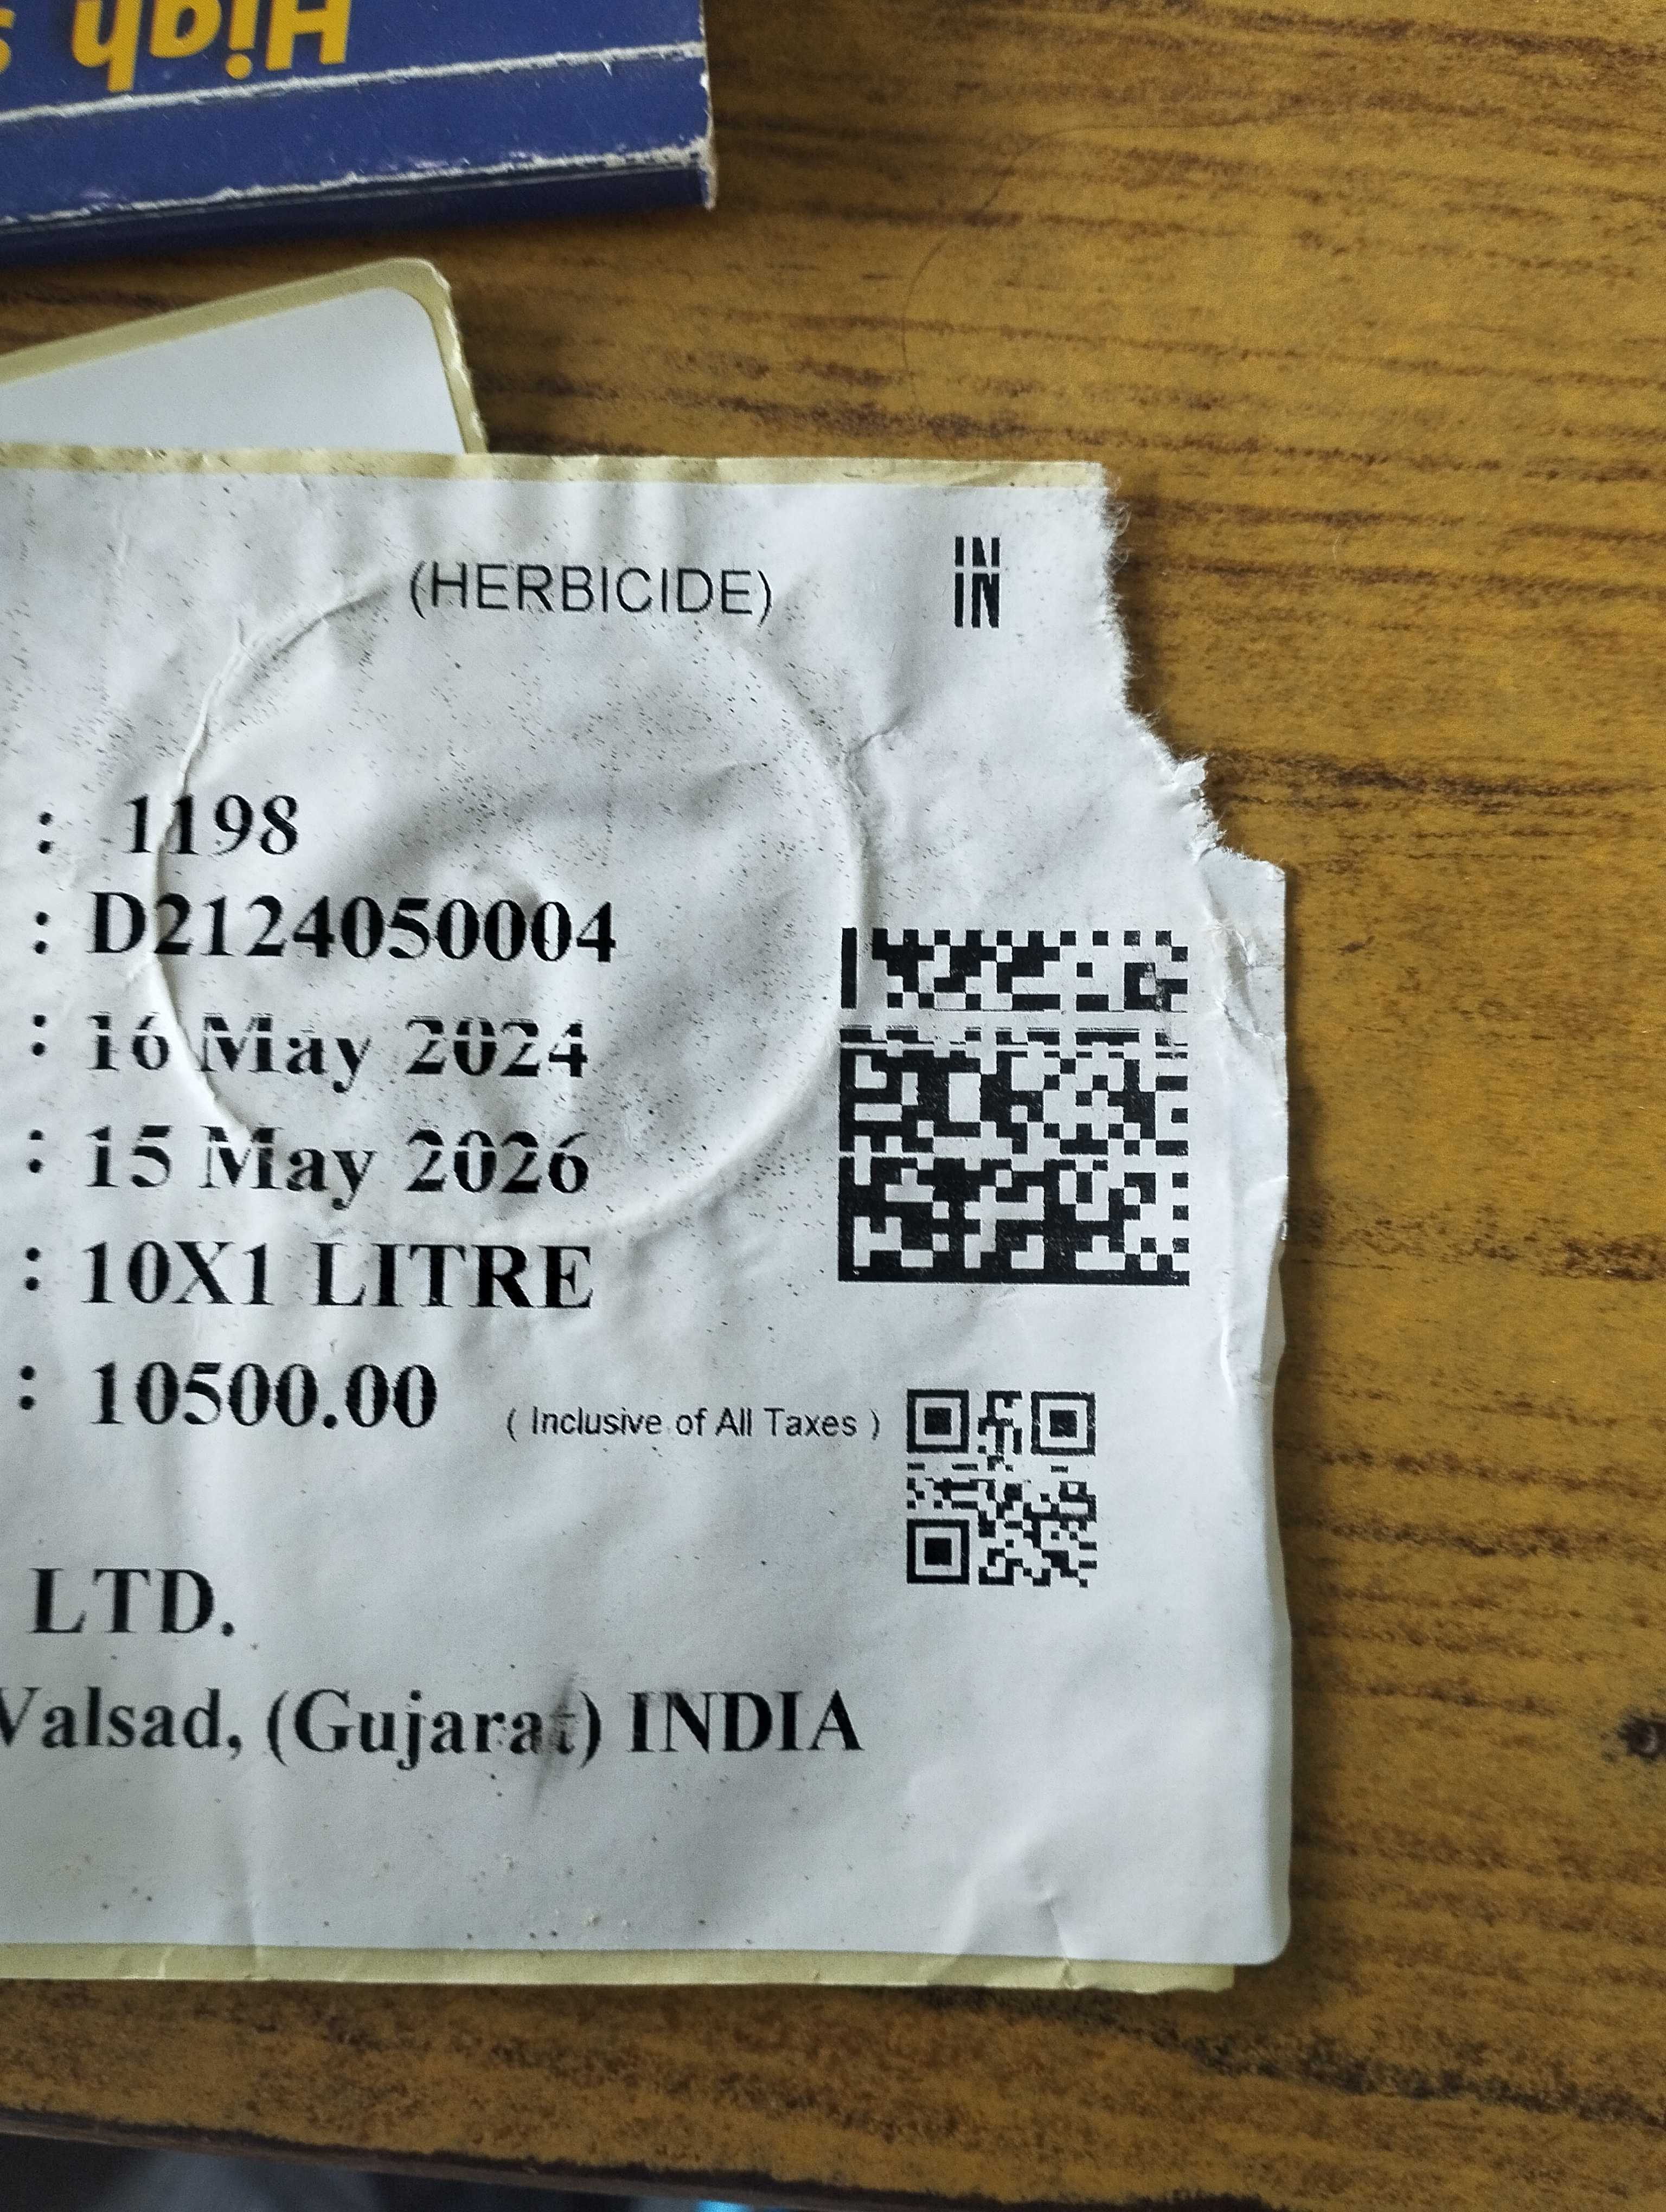 High
(HERBICIDE)
IN
: 1198
: D2124050004
: 16 May 2024
: 15 May 2026
: 10X1 LITRE
: 10500.00 ( Inclusive of All Taxes )
LTD.
Valsad, (Gujarat) INDIA